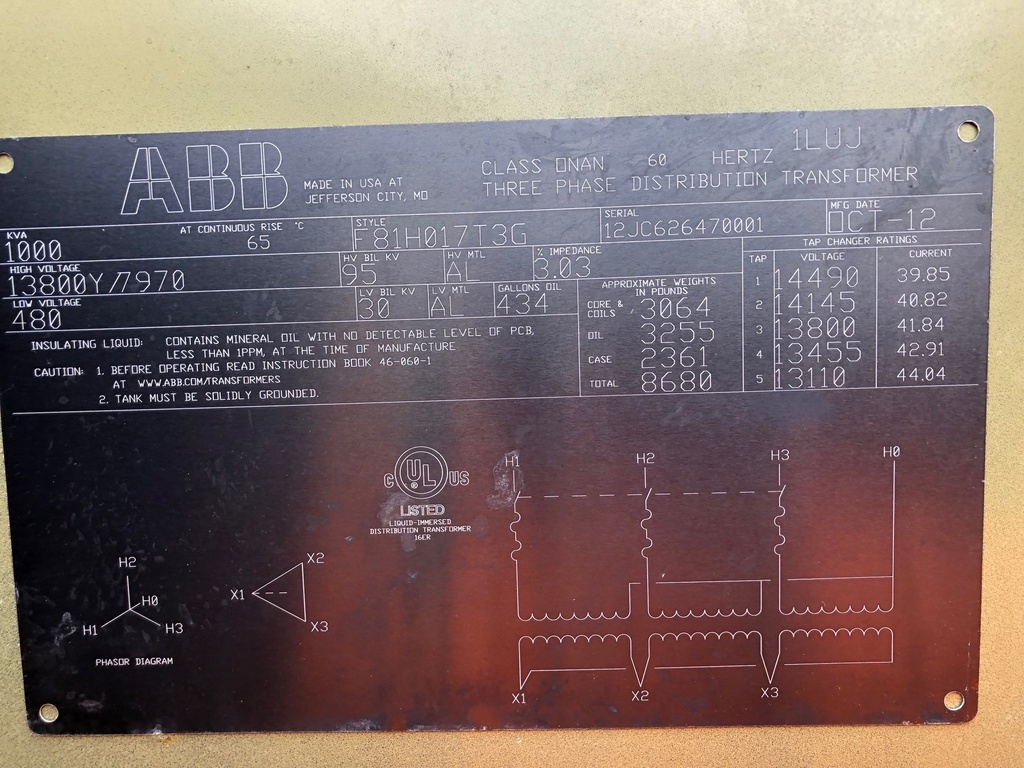 1LUJ
ABB MADE IN USA AT JEFFERSON CITY, MO
CLASS ONAN 60 HERTZ
THREE PHASE DISTRIBUTION TRANSFORMER
KVA 1000
AT CONTINUOUS RISE °C 65
STYLE F81H017T3G
SERIAL 12JC626470001
MFG DATE OCT-12
HIGH VOLTAGE 13800Y//7970
HV BIL KV 95
HV MTL AL
% IMPEDANCE 3.03
LOW VOLTAGE 480
LV BIL KV 30
LV MTL AL
GALLONS OIL 434
APPROXIMATE WEIGHTS
IN POUNDS
CORE & COILS 3064
OIL 3255
CASE 2361
TOTAL 8680
TAP CHANGER RATINGS
TAP VOLTAGE CURRENT
1 14490 39.85
2 14145 40.82
3 13800 41.84
4 13455 42.91
5 13110 44.04
INSULATING LIQUID: CONTAINS MINERAL OIL WITH NO DETECTABLE LEVEL OF PCB,
LESS THAN 1PPM, AT THE TIME OF MANUFACTURE
CAUTION: 1. BEFORE OPERATING READ INSTRUCTION BOOK 46-060-1
AT WWW.ABB.COM/TRANSFORMERS
2. TANK MUST BE SOLIDLY GROUNDED.
C UL ® US
LISTED
LIQUID-IMMERSED
DISTRIBUTION TRANSFORMER
16ER
H1 H2 H3 H0
H2
H0
H1 H3
PHASOR DIAGRAM
X2
X1
X3
X1 X2 X3